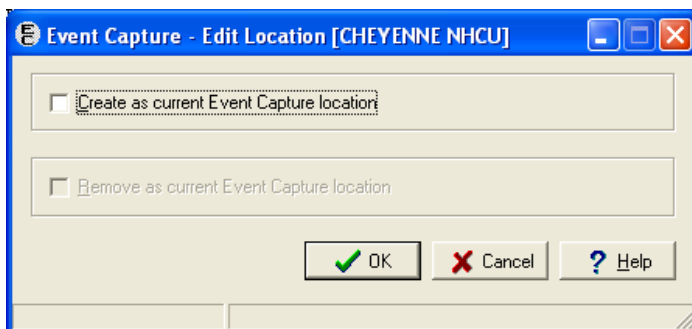 Event Capture - Edit Location [CHEYENNE NHCU]
Create as current Event Capture location
Remove as current Event Capture location
OK Cancel ? Help